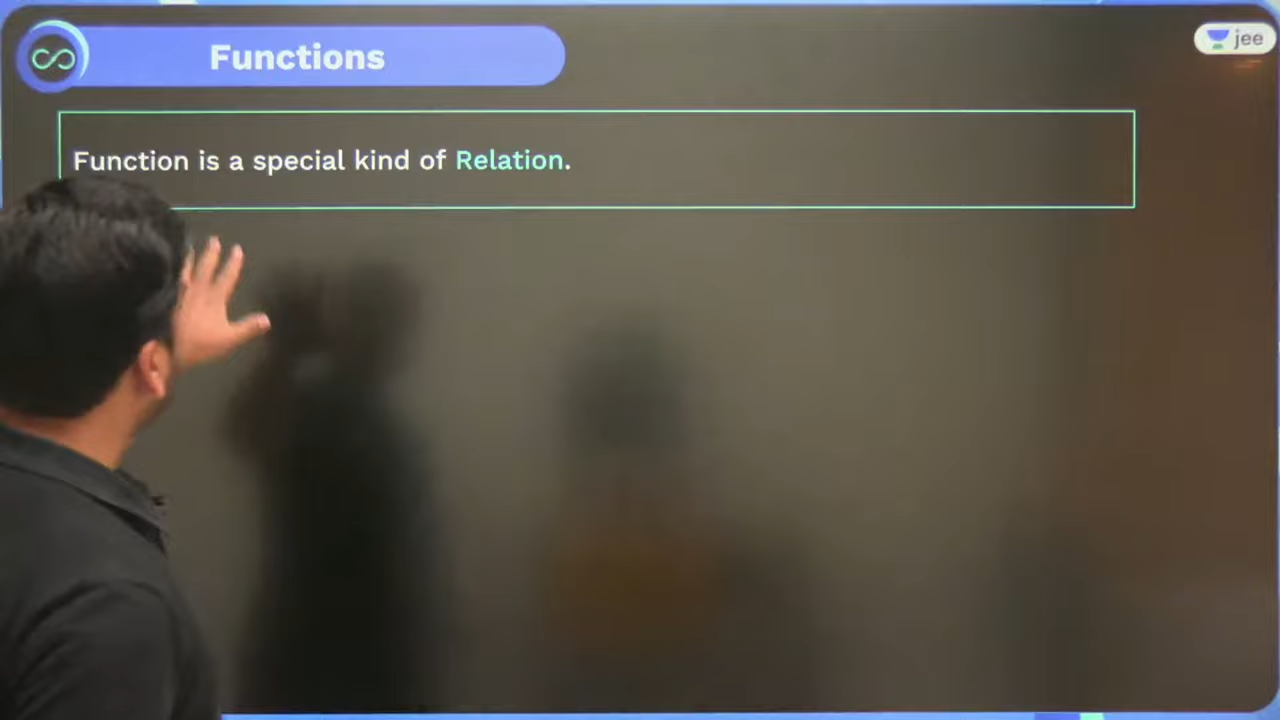 Functions
jee
Function is a special kind of Relation.